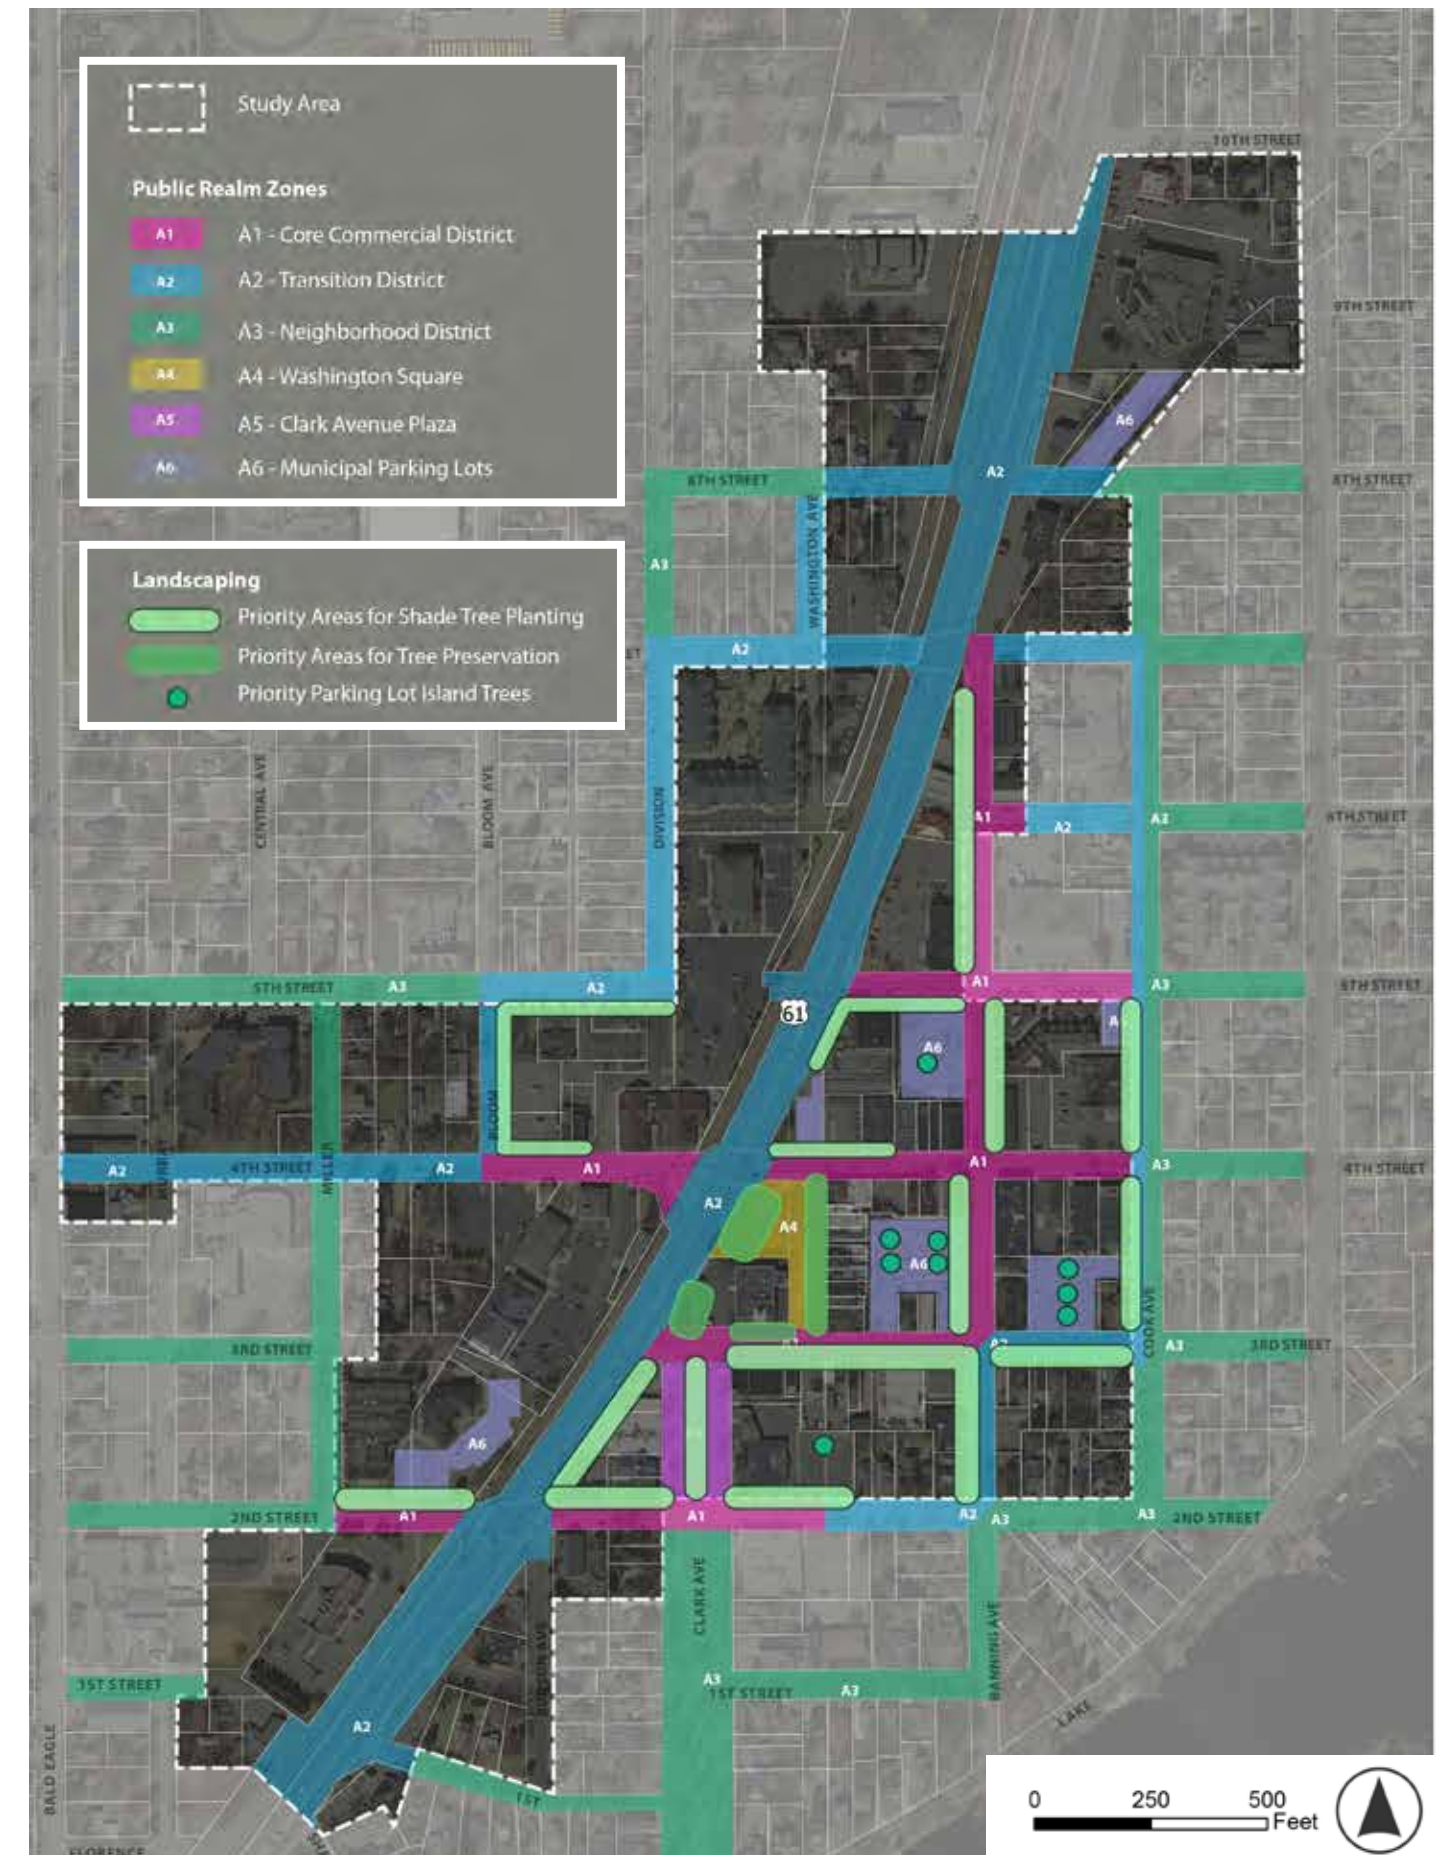 Study Area
Public Realm Zones
A1 A1 - Core Commercial District
A2 A2 - Transition District
A3 A3 - Neighborhood District
A4 A4 - Washington Square
A5 A5 - Clark Avenue Plaza
A6 A6 - Municipal Parking Lots
Landscaping
Priority Areas for Shade Tree Planting
Priority Areas for Tree Preservation
Priority Parking Lot Island Trees
10TH STREET
9TH STREET
A6
A2
8TH STREET
8TH STREET
WASHINGTON AVE
A3
A2
CENTRAL AVE
BLOOM AVE
DIVISION
A1
A2
A3
6TH STREET
5TH STREET
A3
A2
A1
A3
5TH STREET
61
A6
BLOOM
A2
MURRAY
4TH STREET
MILLER
A2
A1
A1
A3
4TH STREET
A2
A4
A6
COOK AVE
3RD STREET
A3
3RD STREET
A6
2ND STREET
A1
A1
A2
A3
A3
2ND STREET
CLARK AVE
BANNING AVE
1ST STREET
A3
1ST STREET
A3
LAKE
A2
BALD EAGLE
1ST
FLORENCE
0 250 500
Feet